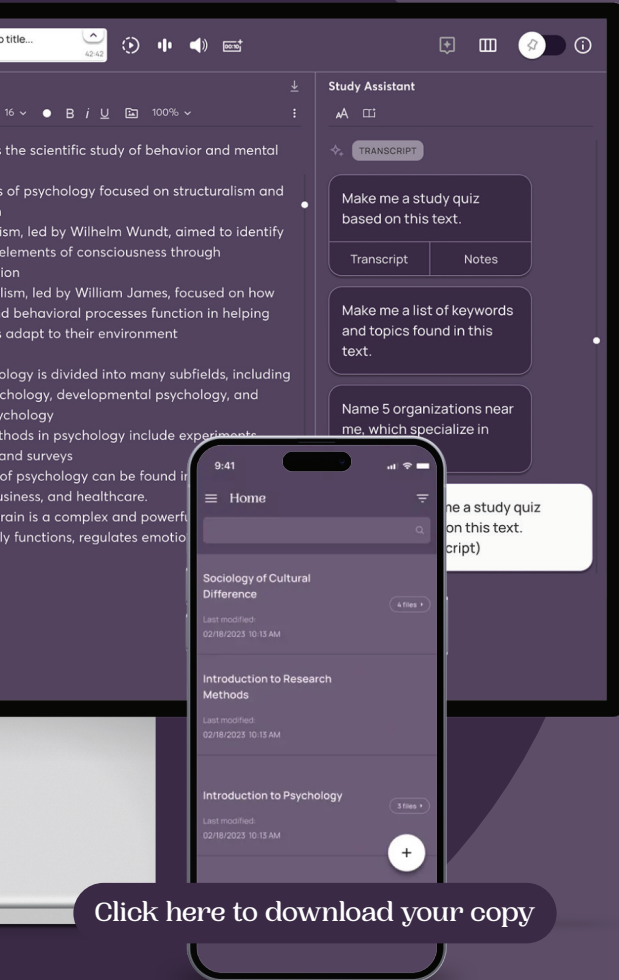 title...
42:42
00:10
16
B i U
100%
s the scientific study of behavior and mental
s of psychology focused on structuralism and
ism, led by Wilhelm Wundt, aimed to identify
elements of consciousness through
ion
lism, led by William James, focused on how
d behavioral processes function in helping
s adapt to their environment
ology is divided into many subfields, including
chology, developmental psychology, and
ychology
thods in psychology include experiments
and surveys
of psychology can be found in
usiness, and healthcare.
rain is a complex and powerfu
ly functions, regulates emotio
Study Assistant
AA
TRANSCRIPT
Make me a study quiz
based on this text.
Transcript Notes
Make me a list of keywords
and topics found in this
text.
Name 5 organizations near
me, which specialize in
ne a study quiz
on this text.
cript)
9:41
Home
Sociology of Cultural
Difference
4 files
Last modified:
02/18/2023 10:13 AM
Introduction to Research
Methods
Last modified:
02/18/2023 10:13 AM
Introduction to Psychology
3 files
Last modified:
02/18/2023 10:13 AM
+
Click here to download your copy